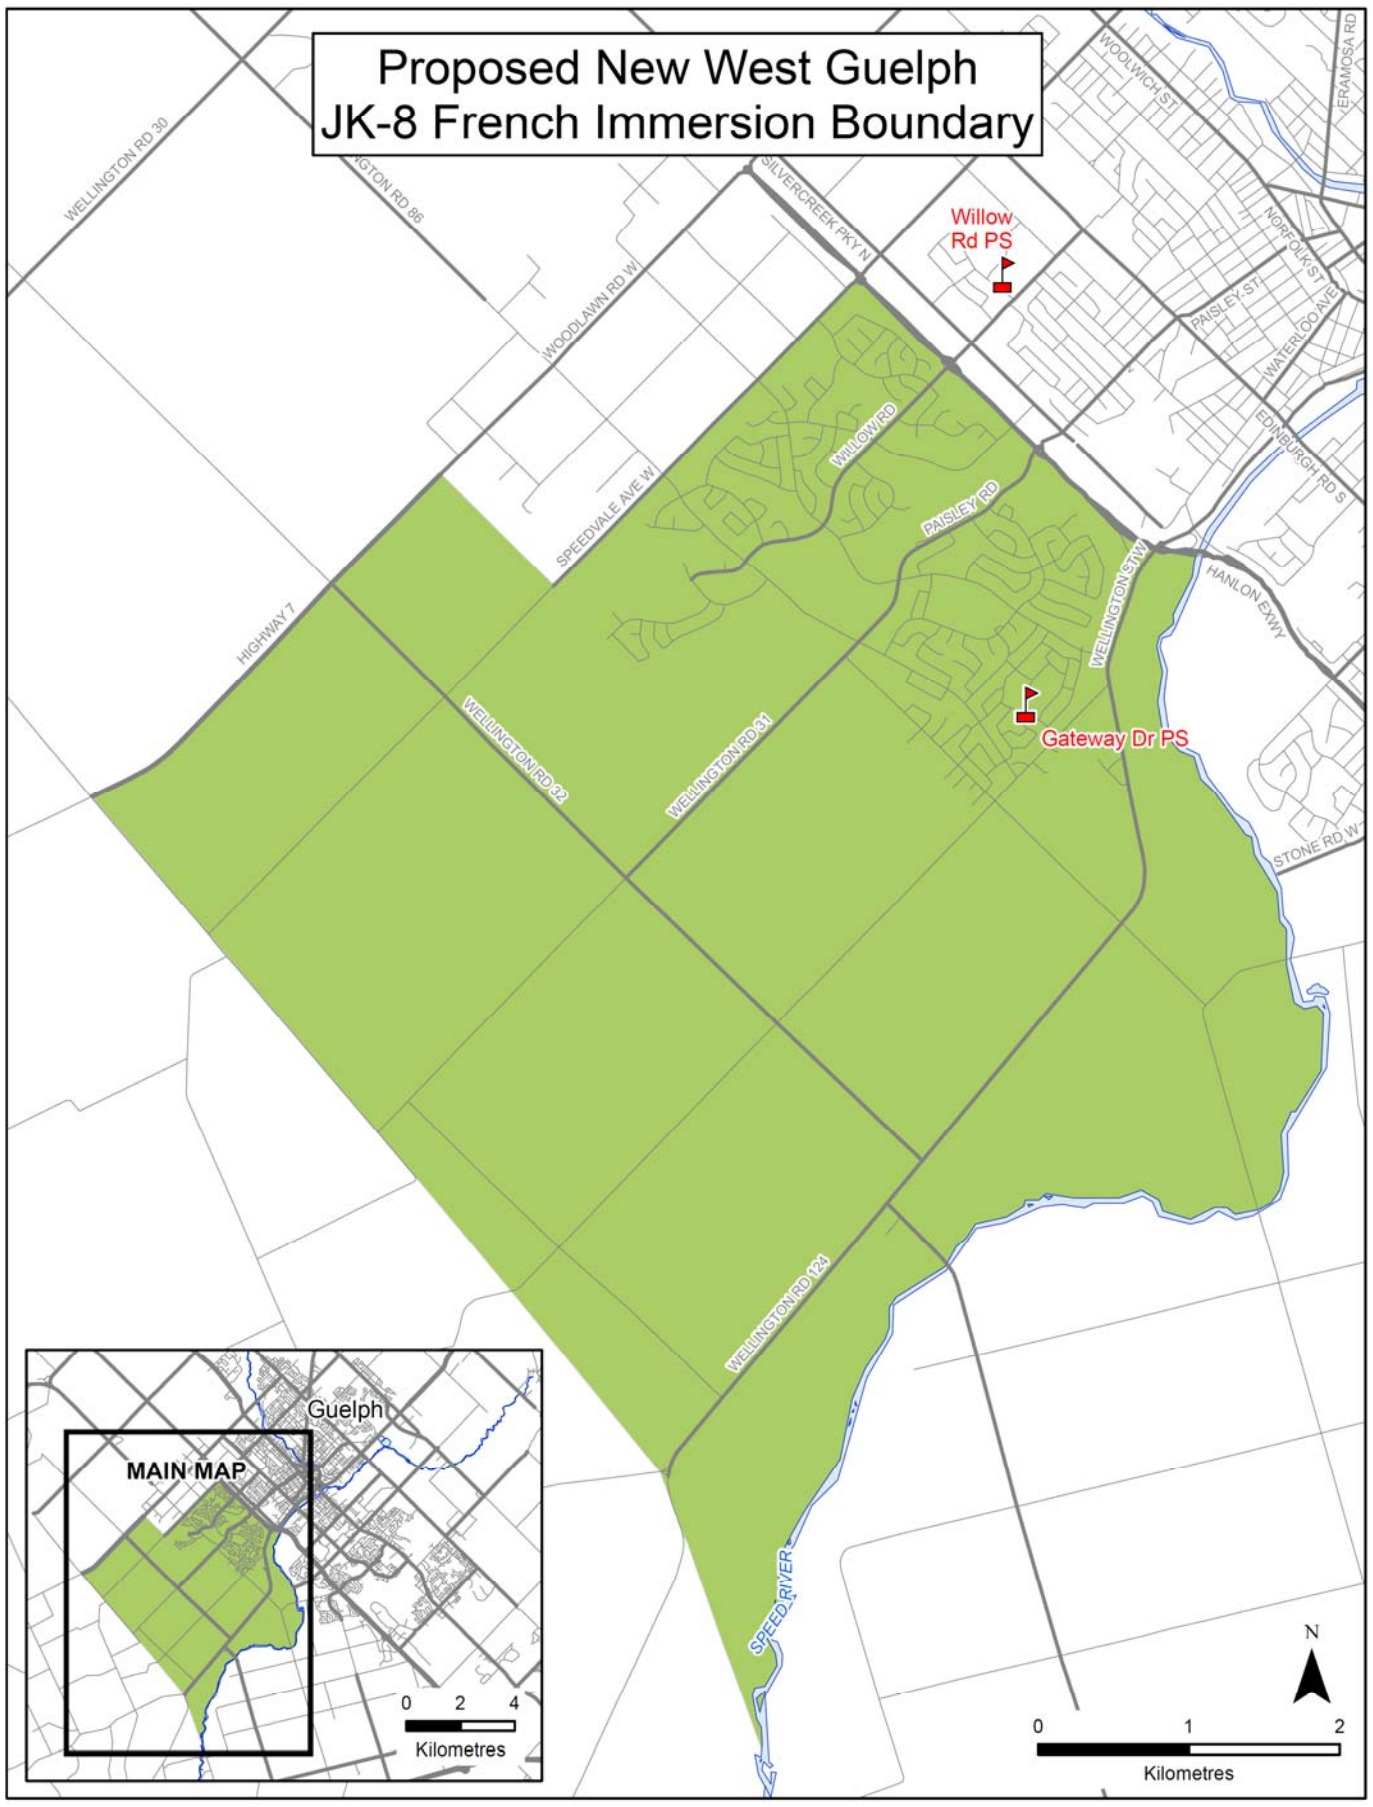 Proposed New West Guelph
JK-8 French Immersion Boundary
WELLINGTON RD 30
NGTON RD 86
WOODLAWN RD W
SILVERCREEK PKY N
WOOLWICH ST
ERAMOSA RD
NORFOLK ST
PAISLEY ST
WATERLOO AVE
EDINBURGH RD S
Willow
Rd PS
WILLOW RD
SPEEDVALE AVE W
PAISLEY RD
WELLINGTON ST W
HANLON EXWY
HIGHWAY 7
WELLINGTON RD 32
WELLINGTON RD 31
Gateway Dr PS
STONE RD W
WELLINGTON RD 124
SPEED RIVER
Guelph
MAIN MAP
0 2 4
Kilometres
N
0 1 2
Kilometres